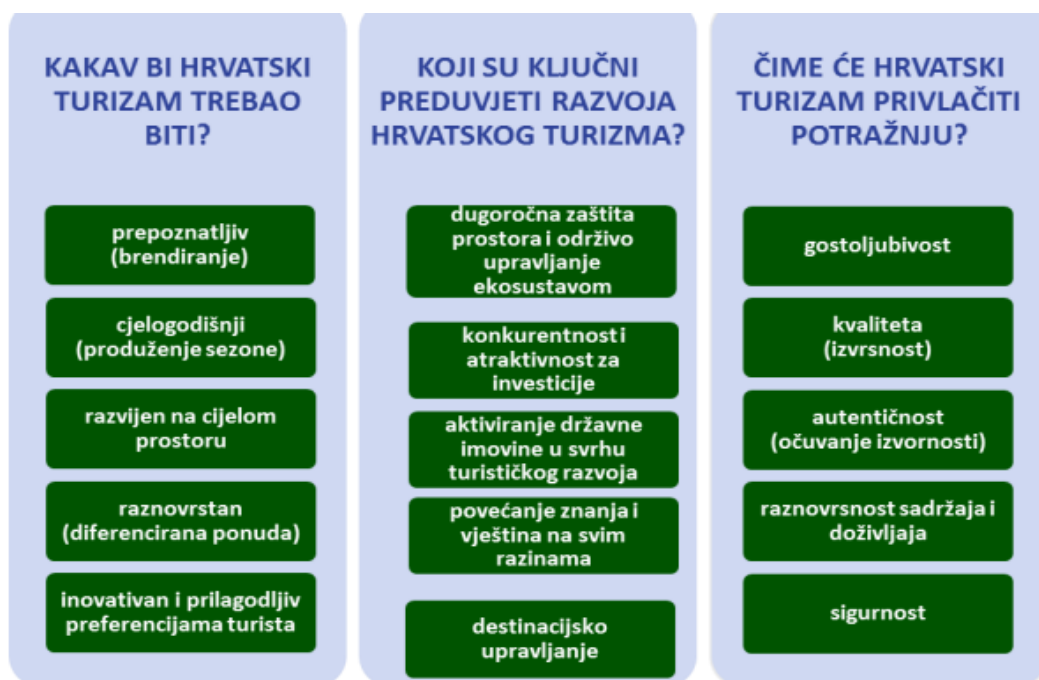 KAKAV BI HRVATSKI
TURIZAM TREBAO
BITI?
prepoznatljiv
(brendiranje)
cjelogodišnji
(produženje sezone)
razvijen na cijelom
prostoru
raznovrstan
(diferencirana ponuda)
inovativan i prilagodljiv
preferencijama turista
KOJI SU KLJUČNI
PREDUVJETI RAZVOJA
HRVATSKOG TURIZMA?
dugoročna zaštita
prostora i održivo
upravljanje
ekosustavom
konkurentnost i
atraktivnost za
investicije
aktiviranje državne
imovine u svrhu
turističkog razvoja
povećanje znanja i
vještina na svim
razinama
destinacijsko
upravljanje
ČIME ĆE HRVATSKI
TURIZAM PRIVLAČITI
POTRAŽNJU?
gostoljubivost
kvaliteta
(izvrsnost)
autentičnost
(očuvanje izvornosti)
raznovrsnost sadržaja i
doživljaja
sigurnost